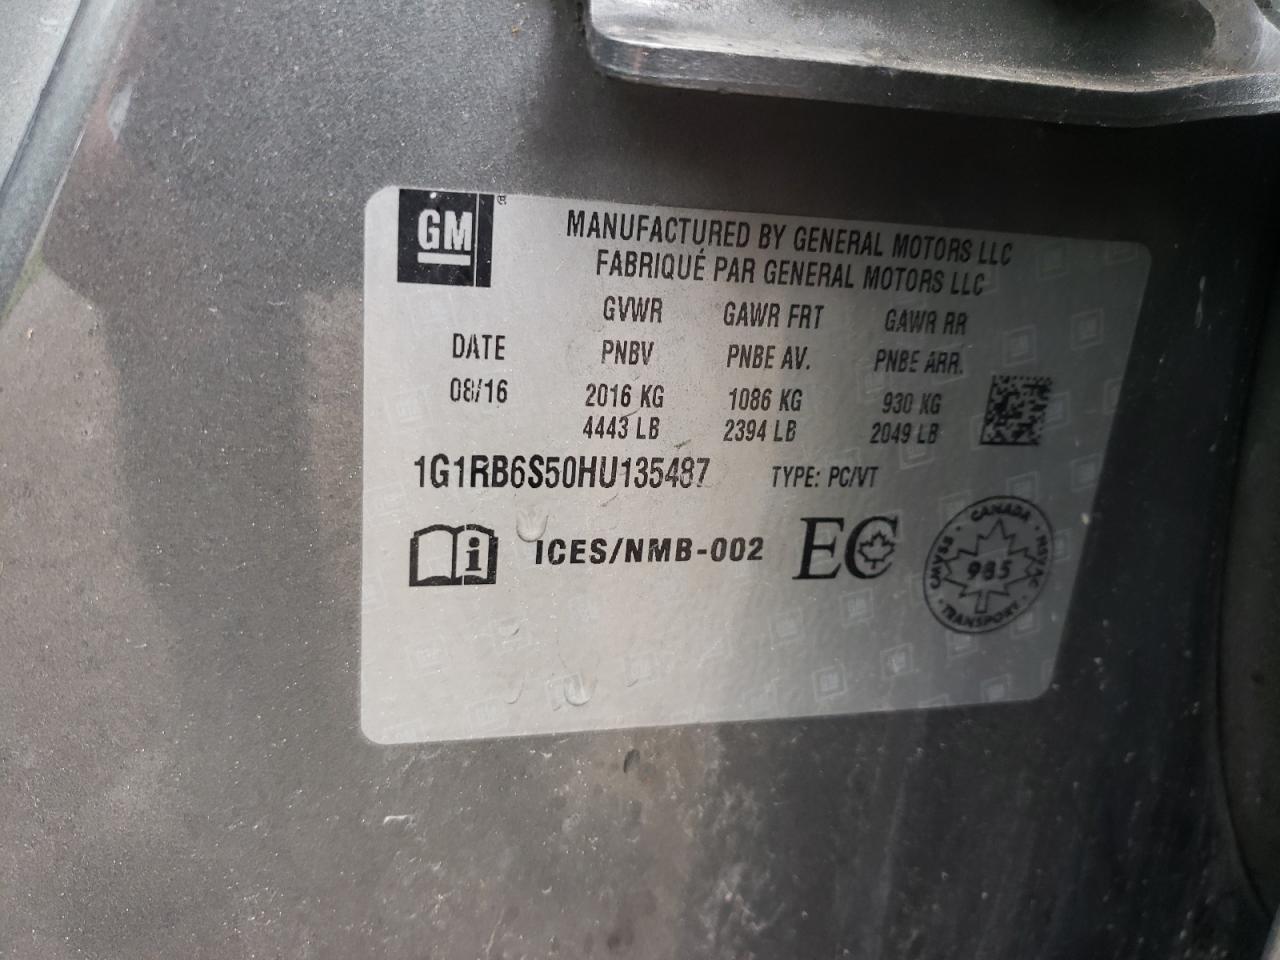 GM
MANUFACTURED BY GENERAL MOTORS LLC
FABRIQUÉ PAR GENERAL MOTORS LLC
GVWR GAWR FRT GAWR RR
DATE PNBV PNBE AV. PNBE ARR.
08/16 2016 KG 1086 KG 930 KG
4443 LB 2394 LB 2049 LB
1G1RB6S50HU135487 TYPE: PC/VT
i ICES/NMB-002 EC
CANADA
CMVSS NSVAC
985
TRANSPORT